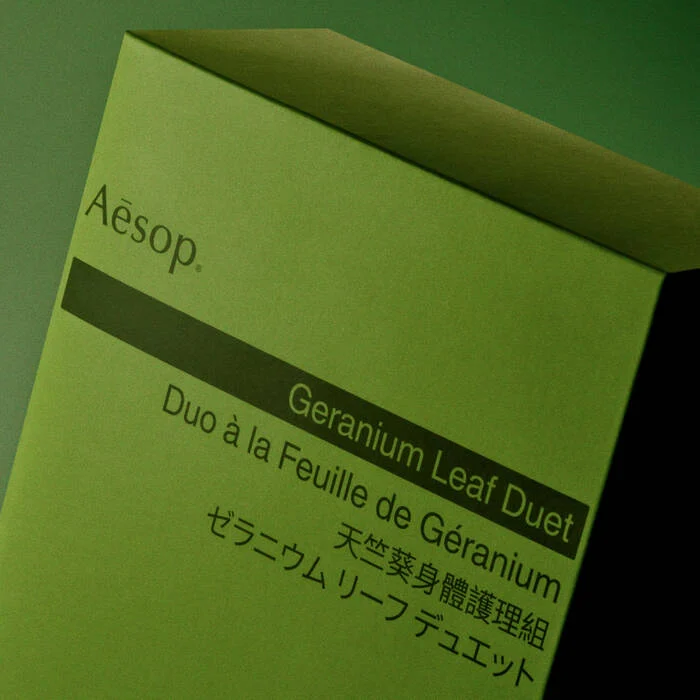 Aēsop.®
Geranium Leaf Duet
Duo à la Feuille de Géranium
天竺葵身體護理組
ゼラニウム リーフ デュエット